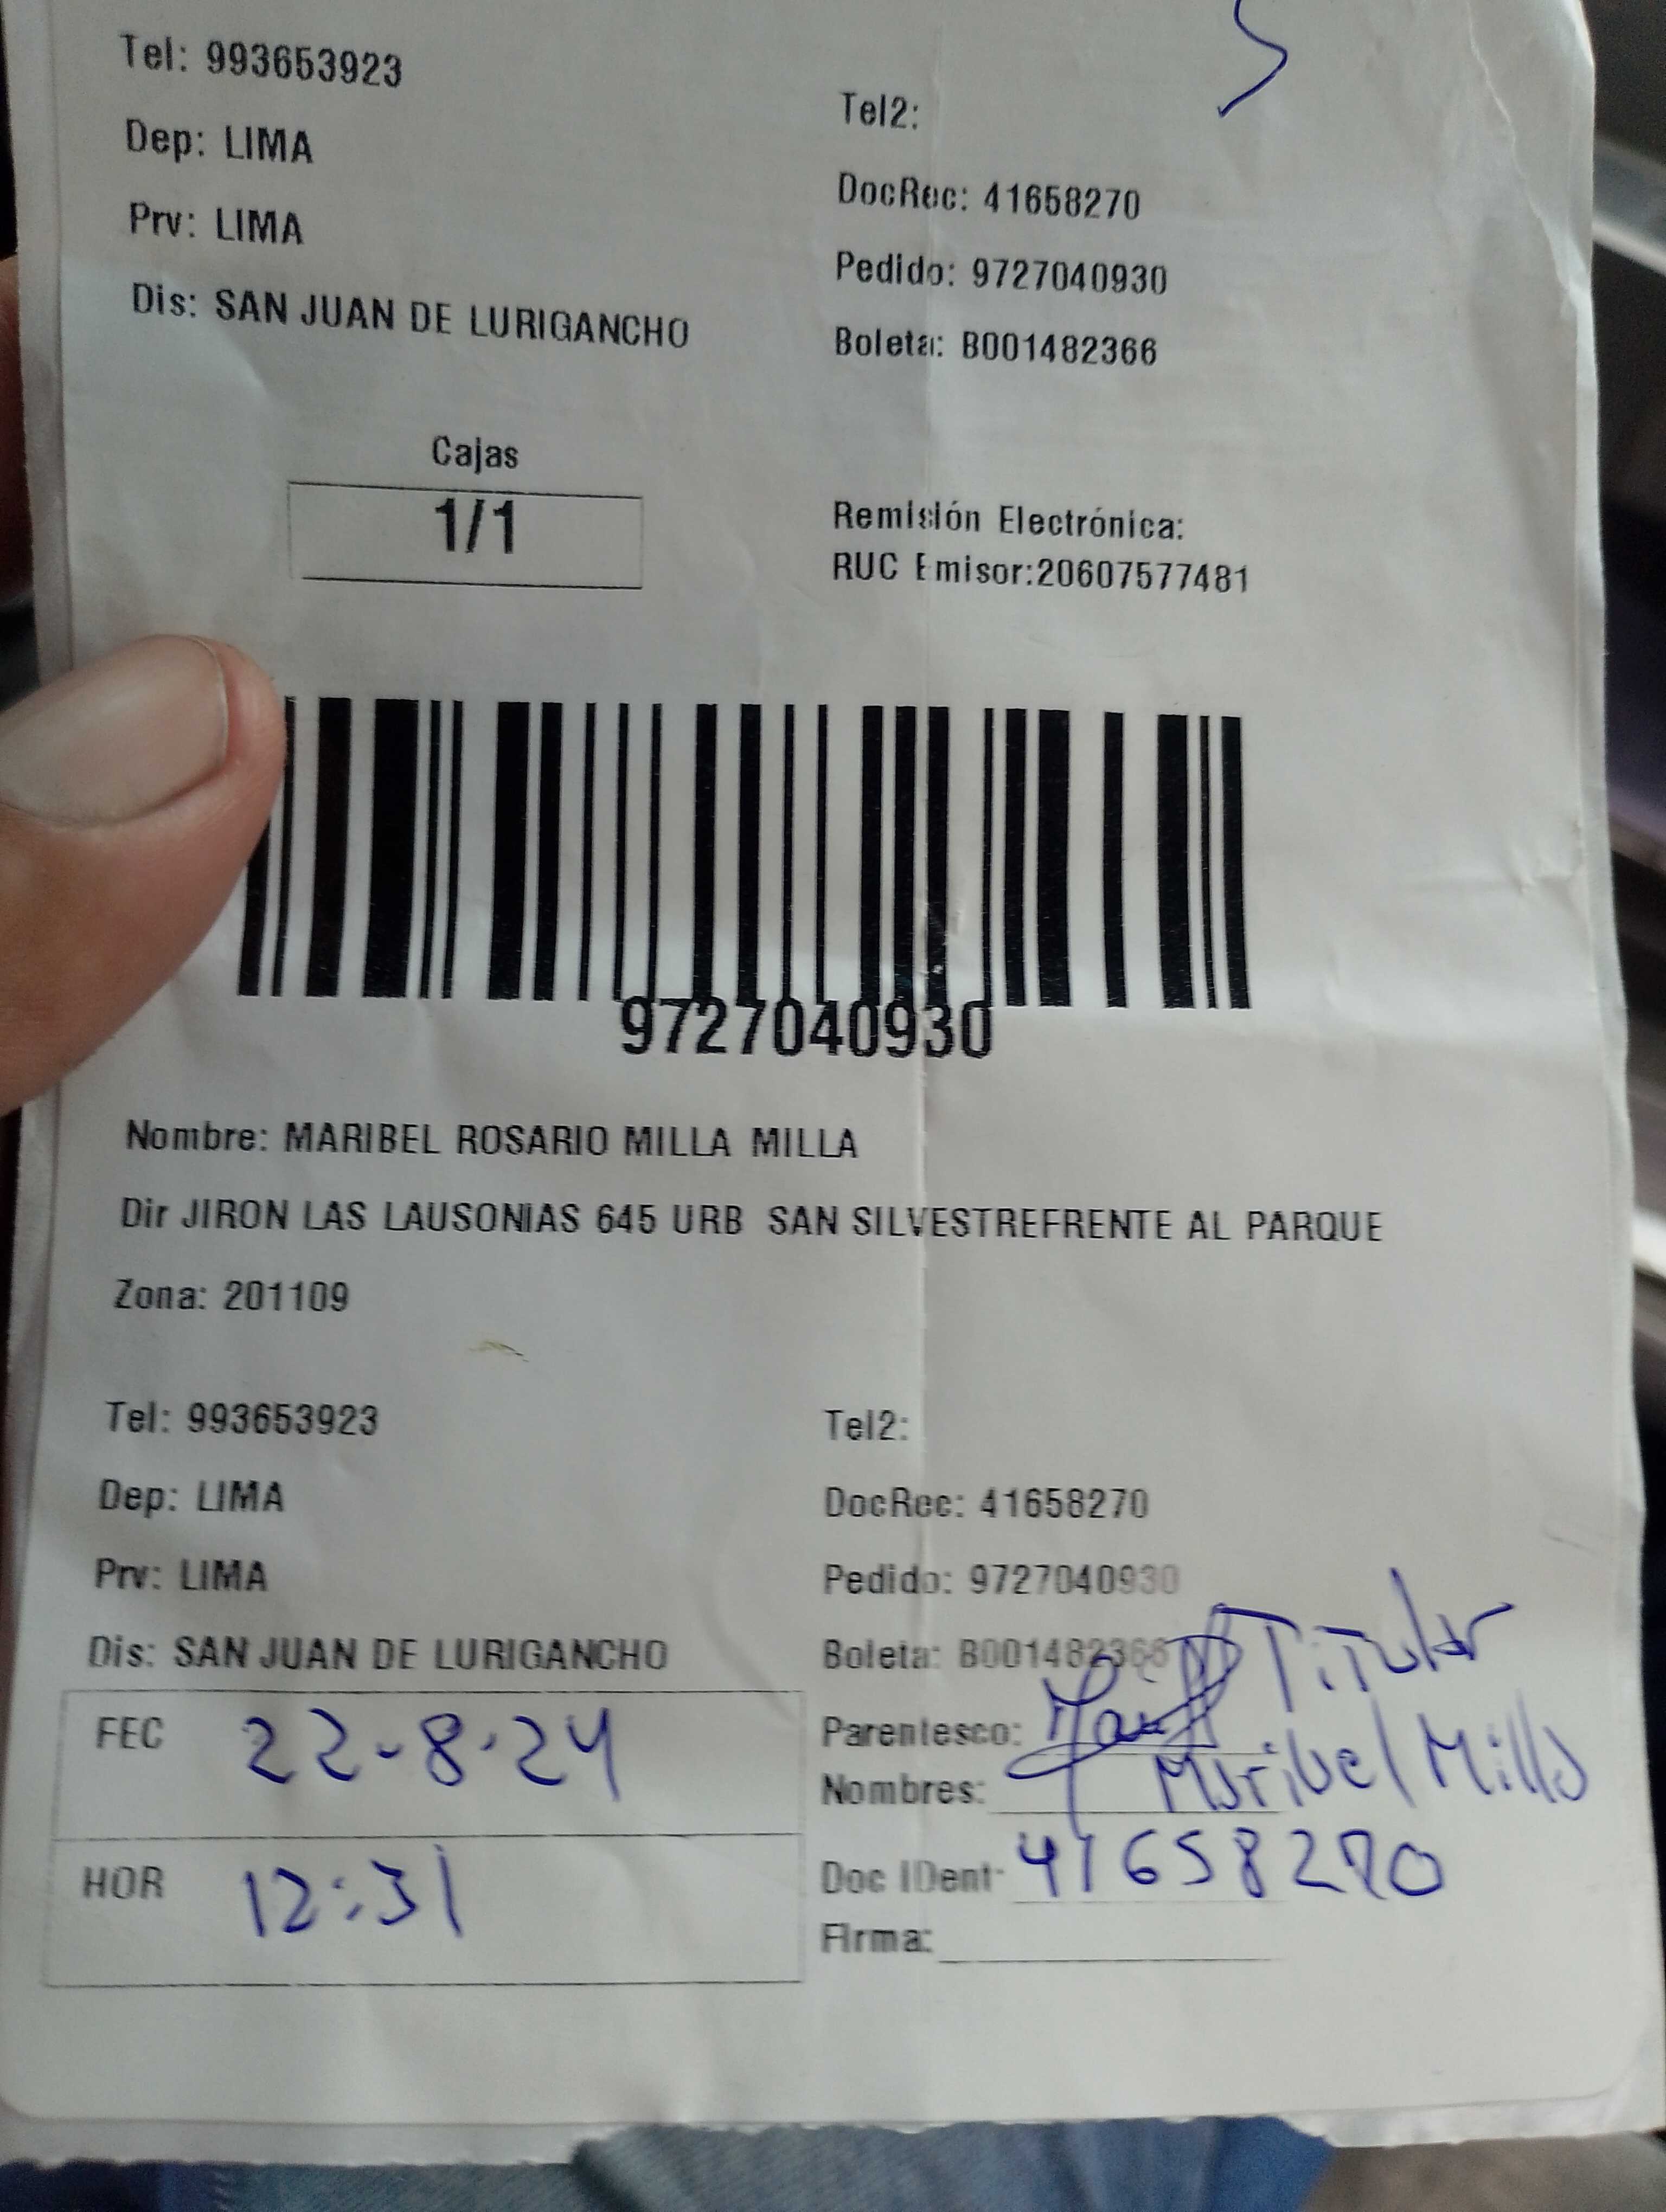 Tel: 993653923
Tel2:
Dep: LIMA
DocRec: 41658270
Prv: LIMA
Pedido: 9727040930
Dis: SAN JUAN DE LURIGANCHO
Boleta: B001482366
Cajas
1/1
Remisión Electrónica:
RUC Emisor:20607577481
9727040930
Nombre: MARIBEL ROSARIO MILLA MILLA
Dir JIRON LAS LAUSONIAS 645 URB SAN SILVESTREFRENTE AL PARQUE
Zona: 201109
Tel: 993653923
Tel2:
Dep: LIMA
DocRec: 41658270
Prv: LIMA
Pedido: 9727040930
Dis: SAN JUAN DE LURIGANCHO
Boleta: B001482366
FEC 22-8-24
Parentesco: Titular
Nombres: Maribel Milla
HOR 12:31
Doc IDent 41658270
Firma: